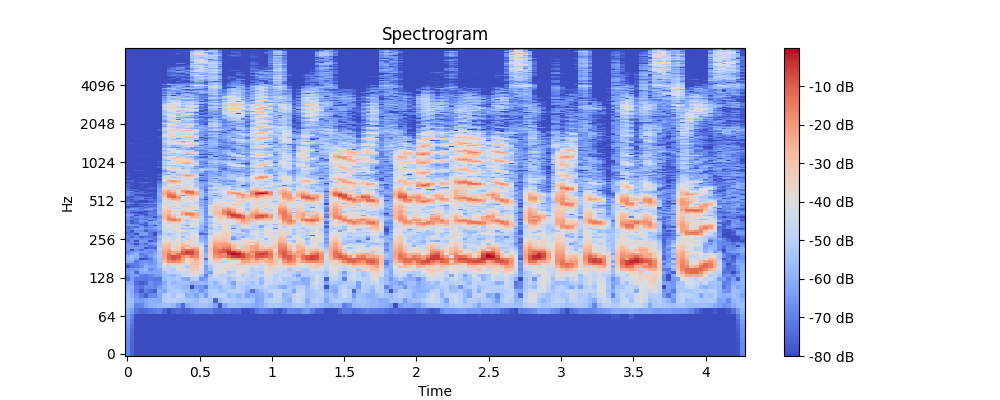 Spectrogram
Hz
4096
2048
1024
512
256
128
64
0
0
0.5
1
1.5
2
2.5
3
3.5
4
Time
-10 dB
-20 dB
-30 dB
-40 dB
-50 dB
-60 dB
-70 dB
-80 dB